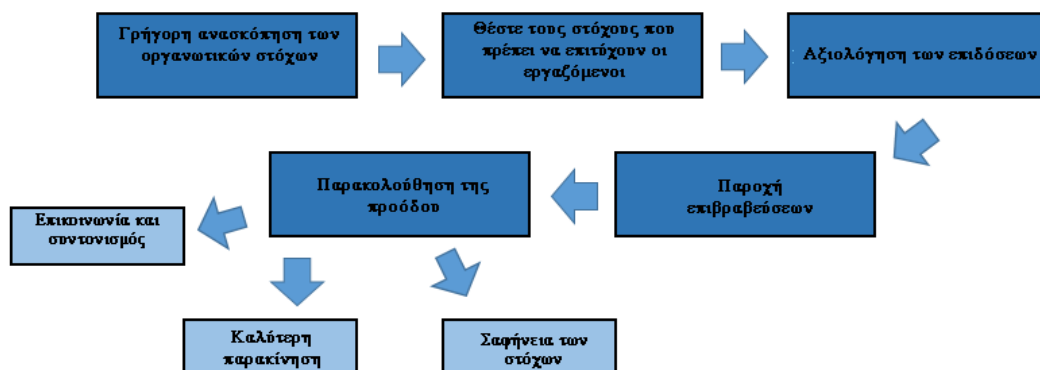 Γρήγορη ανασκόπηση των
οργανωτικών στόχων
Θέστε τους στόχους που
πρέπει να επιτύχουν οι
εργαζόμενοι
: Αξιολόγηση των επιδόσεων
Παροχή
επιβραβεύσεων
Παρακολούθηση της
προόδου
Επικοινωνία και
συντονισμός
Καλύτερη
παρακίνηση
Σαφήνεια των
στόχων